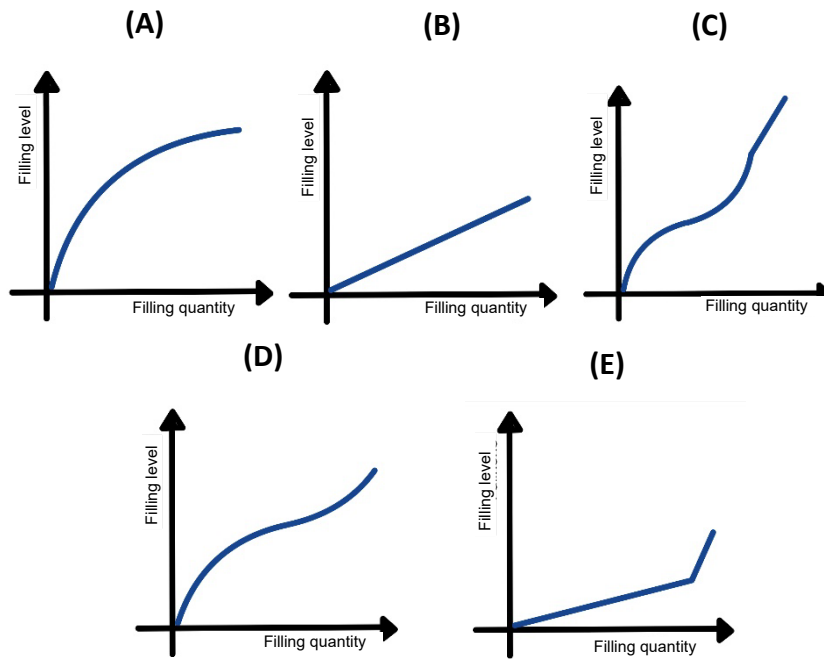 (A)
(B)
(C)
Filling level
Filling quantity
Filling level
Filling quantity
Filling level
Filling quantity
(D)
(E)
Filling level
Filling quantity
Filling level
Filling quantity